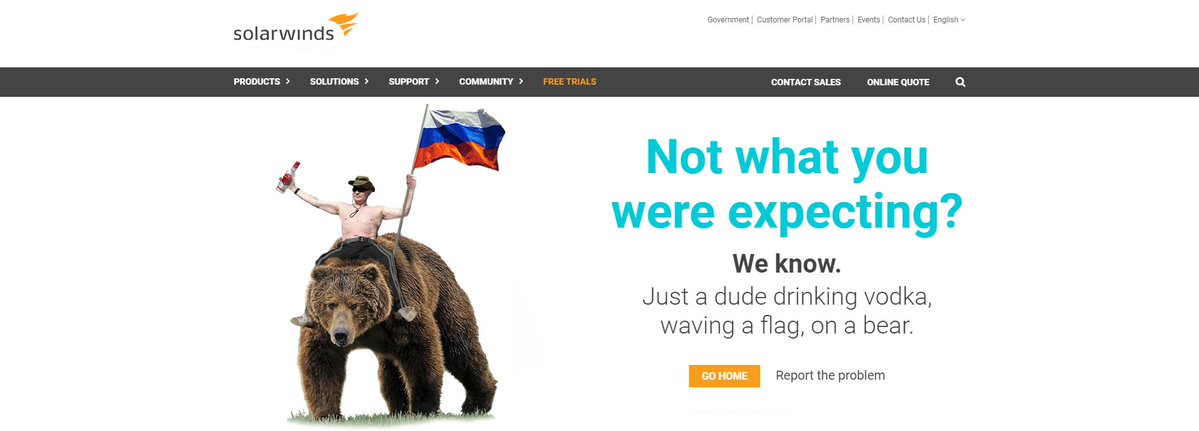 solarwinds
Government | Customer Portal | Partners | Events | Contact Us | English
PRODUCTS
SOLUTIONS
SUPPORT
COMMUNITY
FREE TRIALS
CONTACT SALES
ONLINE QUOTE
Not what you
were expecting?
We know.
Just a dude drinking vodka,
waving a flag, on a bear.
GO HOME
Report the problem